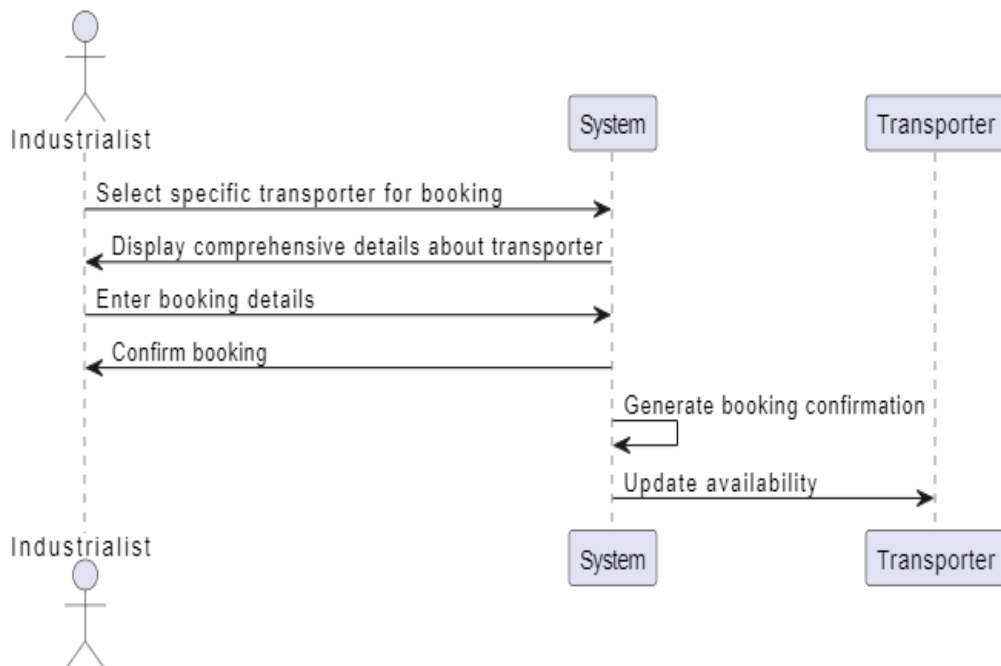 Industrialist
System
Transporter
Select specific transporter for booking
Display comprehensive details about transporter
Enter booking details
Confirm booking
Generate booking confirmation
Update availability
Industrialist
System
Transporter